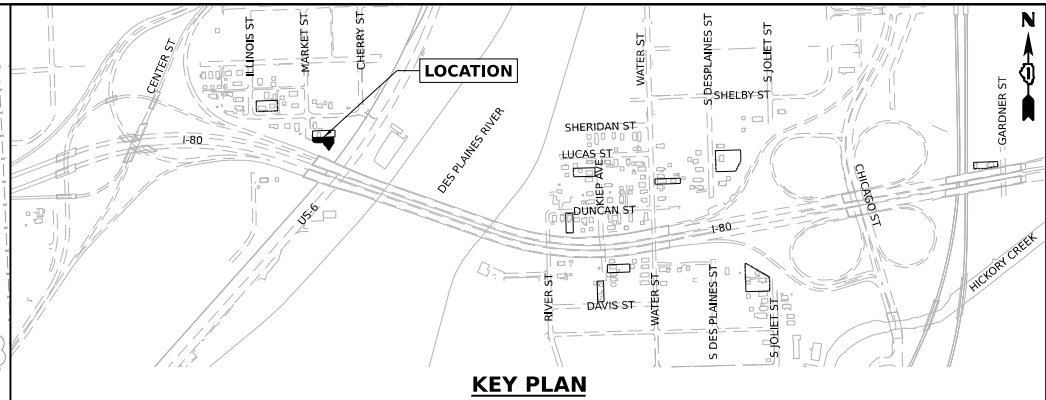 N
CENTER ST
ILLINOIS ST
MARKET ST
CHERRY ST
LOCATION
I-80
US-6
DES PLAINES RIVER
WATER ST
S DESPLAINES ST
S JOLIET ST
SHELBY ST
SHERIDAN ST
LUCAS ST
KIEP AVE
DUNCAN ST
GARDNER ST
CHICAGO ST
I-80
HICKORY CREEK
RIVER ST
DAVIS ST
WATER ST
S DES PLAINES ST
S JOLIET ST
KEY PLAN